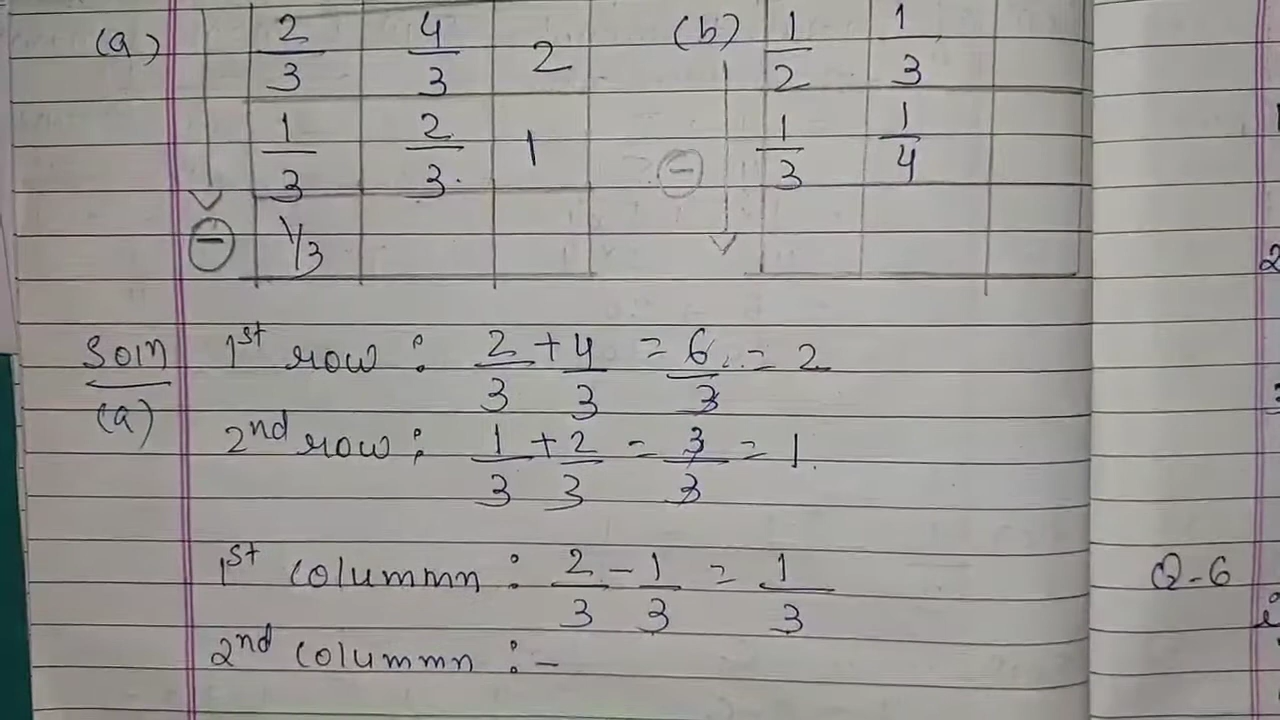 (a) 2/3 4/3 2 (b) 1/2 1/3
1/3 2/3 1 1/3 1/4
⊖ 1/3 ⊖
Soln 1st row : 2/3 + 4/3 = 6/3 = 2
(a) 2nd row : 1/3 + 2/3 = 3/3 = 1.
1st colummn : 2/3 - 1/3 = 1/3
2nd colummn : -
Q-6